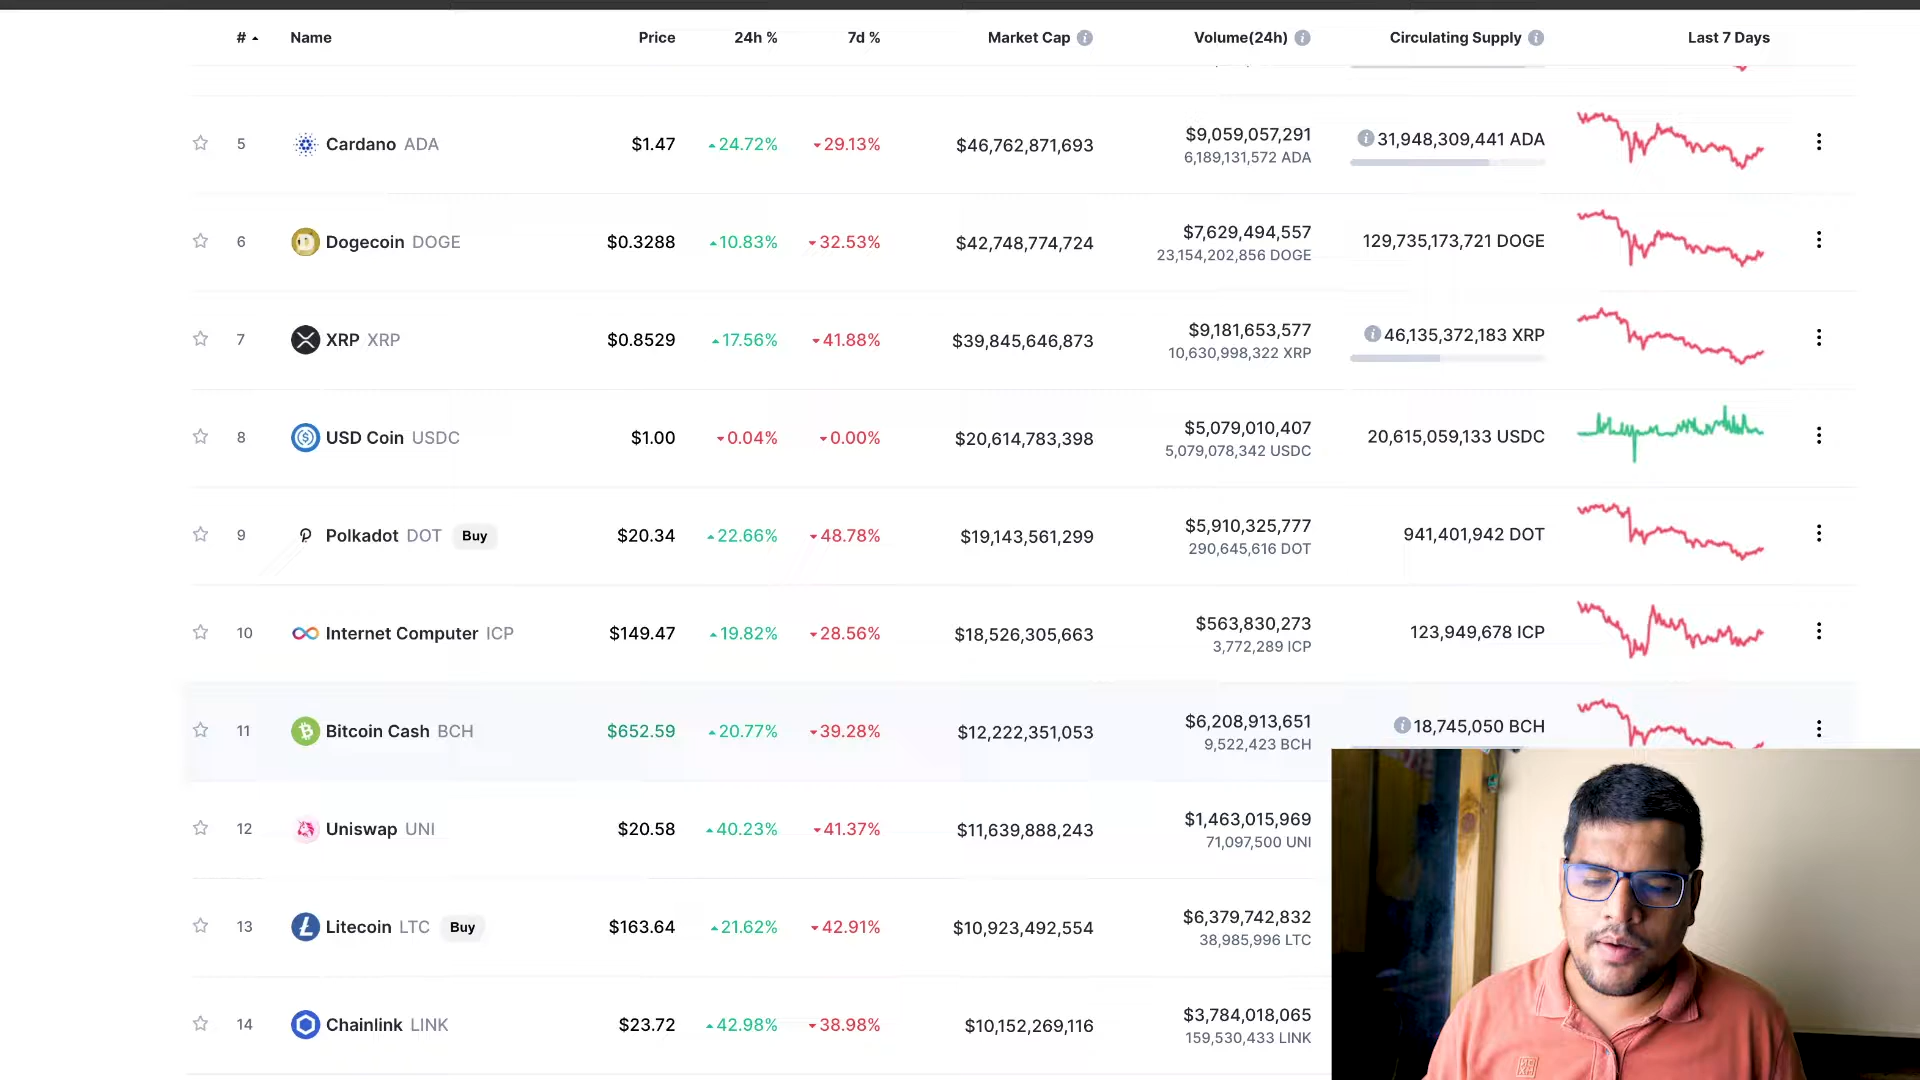 # Name Price 24h % 7d % Market Cap Volume(24h) Circulating Supply Last 7 Days
5 Cardano ADA $1.47 24.72% 29.13% $46,762,871,693 $9,059,057,291 31,948,309,441 ADA
6,189,131,572 ADA
6 Dogecoin DOGE $0.3288 10.83% 32.53% $42,748,774,724 $7,629,494,557 129,735,173,721 DOGE
23,154,202,856 DOGE
7 XRP XRP $0.8529 17.56% 41.88% $39,845,646,873 $9,181,653,577 46,135,372,183 XRP
10,630,998,322 XRP
8 USD Coin USDC $1.00 0.04% 0.00% $20,614,783,398 $5,079,010,407 20,615,059,133 USDC
5,079,078,342 USDC
9 Polkadot DOT Buy $20.34 22.66% 48.78% $19,143,561,299 $5,910,325,777 941,401,942 DOT
290,645,616 DOT
10 Internet Computer ICP $149.47 19.82% 28.56% $18,526,305,663 $563,830,273 123,949,678 ICP
3,772,289 ICP
11 Bitcoin Cash BCH $652.59 20.77% 39.28% $12,222,351,053 $6,208,913,651 18,745,050 BCH
9,522,423 BCH
12 Uniswap UNI $20.58 40.23% 41.37% $11,639,888,243 $1,463,015,969
71,097,500 UNI
13 Litecoin LTC Buy $163.64 21.62% 42.91% $10,923,492,554 $6,379,742,832
38,985,996 LTC
14 Chainlink LINK $23.72 42.98% 38.98% $10,152,269,116 $3,784,018,065
159,530,433 LINK